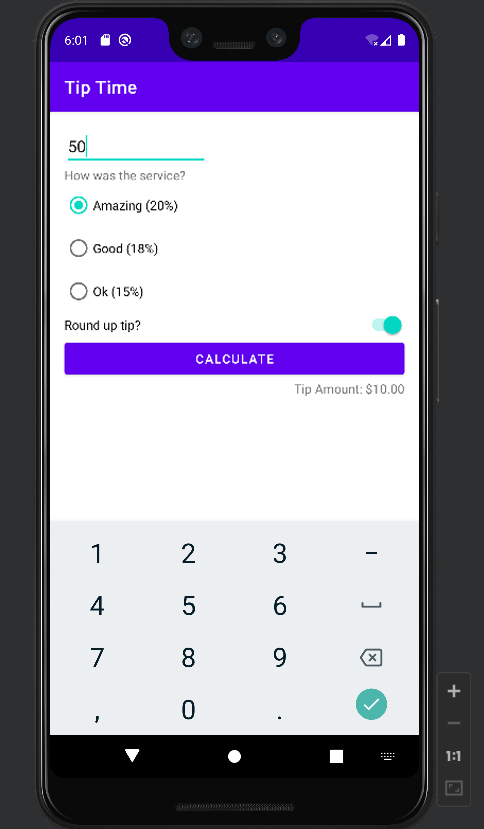 6:01
Tip Time
50
How was the service?
Amazing (20%)
Good (18%)
Ok (15%)
Round up tip?
CALCULATE
Tip Amount: $10.00
1 2 3 -
4 5 6
7 8 9
, 0 .
1:1